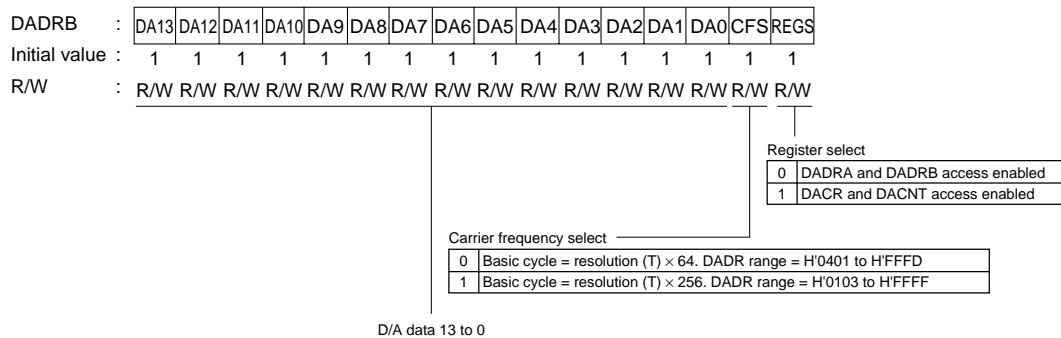 DADRB : DA13 DA12 DA11 DA10 DA9 DA8 DA7 DA6 DA5 DA4 DA3 DA2 DA1 DA0 CFS REGS
Initial value : 1 1 1 1 1 1 1 1 1 1 1 1 1 1 1 1
R/W : R/W R/W R/W R/W R/W R/W R/W R/W R/W R/W R/W R/W R/W R/W R/W R/W
Register select
0 DADRA and DADRB access enabled
1 DACR and DACNT access enabled
Carrier frequency select
0 Basic cycle = resolution (T) × 64. DADR range = H'0401 to H'FFFD
1 Basic cycle = resolution (T) × 256. DADR range = H'0103 to H'FFFF
D/A data 13 to 0